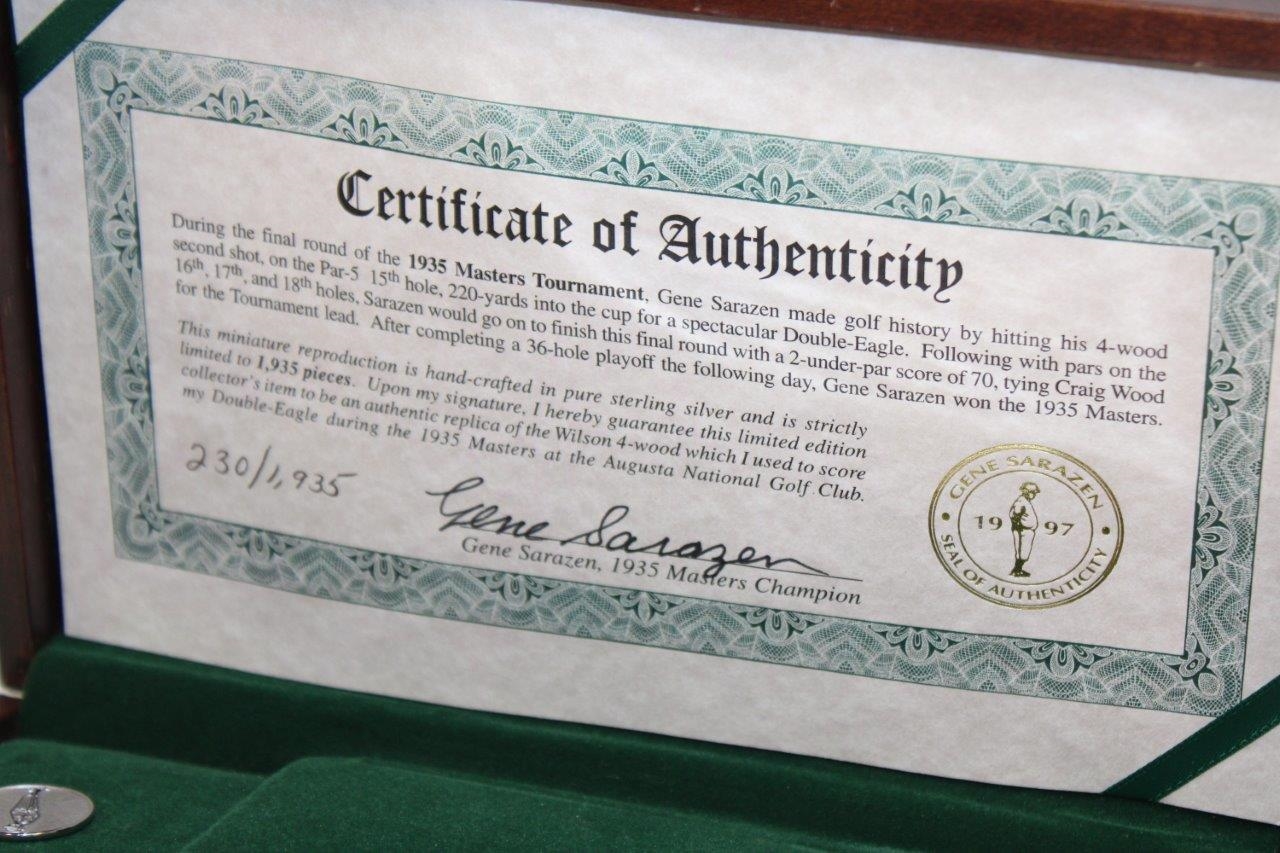 Certificate of Authenticity
During the final round of the 1935 Masters Tournament, Gene Sarazen made golf history by hitting his 4-wood
second shot, on the Par-5 15th hole, 220-yards into the cup for a spectacular Double-Eagle. Following with pars on the
16th, 17th, and 18th holes, Sarazen would go on to finish this final round with a 2-under-par score of 70, tying Craig Wood
for the Tournament lead. After completing a 36-hole playoff the following day, Gene Sarazen won the 1935 Masters.
This miniature reproduction is hand-crafted in pure sterling silver and is strictly
limited to 1,935 pieces. Upon my signature, I hereby guarantee this limited edition
collector's item to be an authentic replica of the Wilson 4-wood which I used to score
my Double-Eagle during the 1935 Masters at the Augusta National Golf Club.
230/1,935
Gene Sarazen
Gene Sarazen, 1935 Masters Champion
GENE SARAZEN
1997
SEAL OF AUTHENTICITY